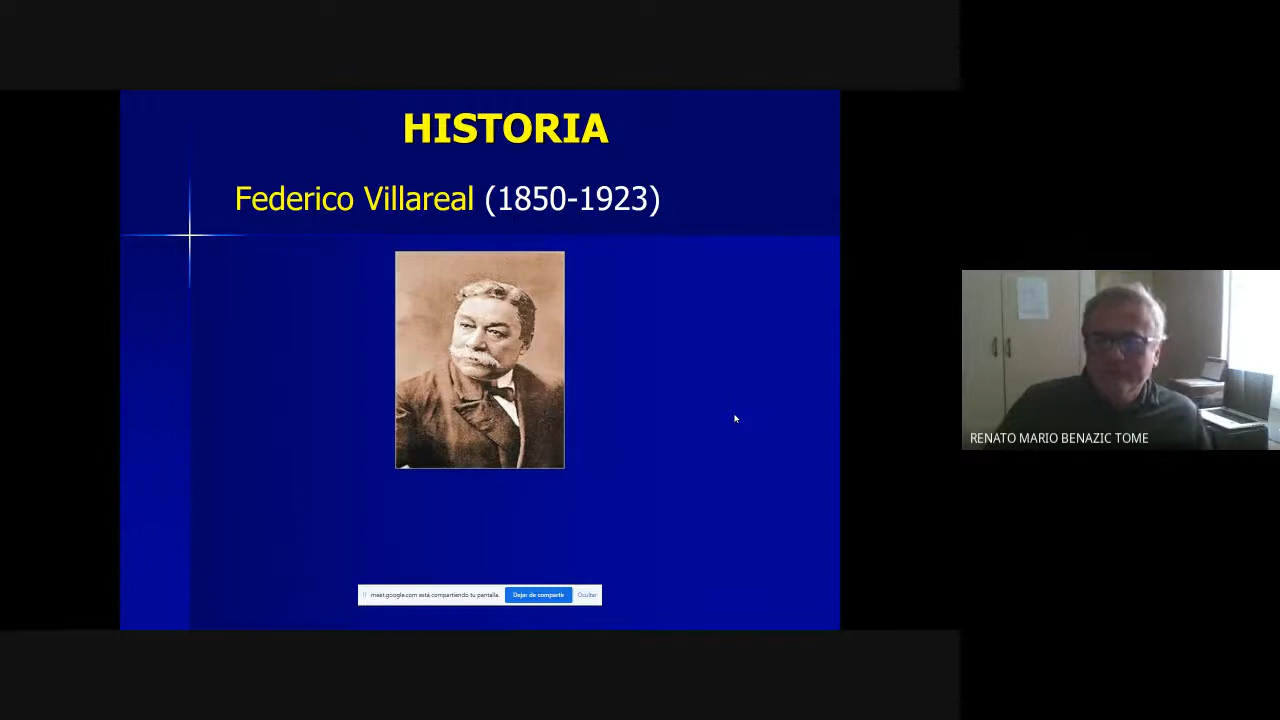 HISTORIA
Federico Villareal (1850-1923)
RENATO MARIO BENAZIC TOME
meet.google.com está compartiendo tu pantalla.
Dejar de compartir
Ocultar